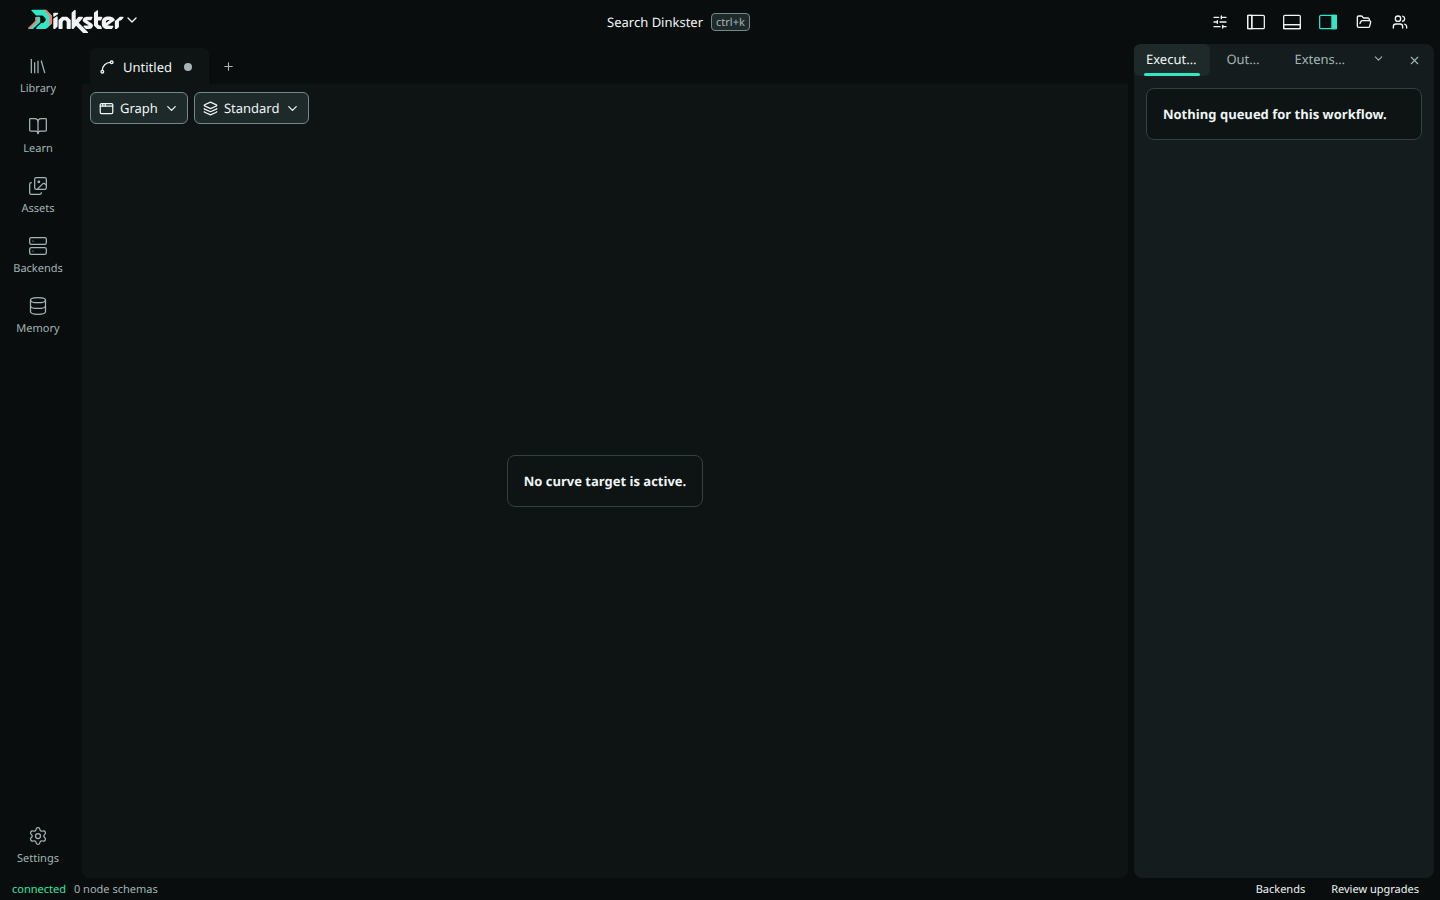 Dinkster
Search Dinkster ctrl+k
Library
Learn
Assets
Backends
Memory
Settings
Untitled
Graph
Standard
No curve target is active.
Execut...
Out...
Extens...
Nothing queued for this workflow.
connected 0 node schemas
Backends
Review upgrades